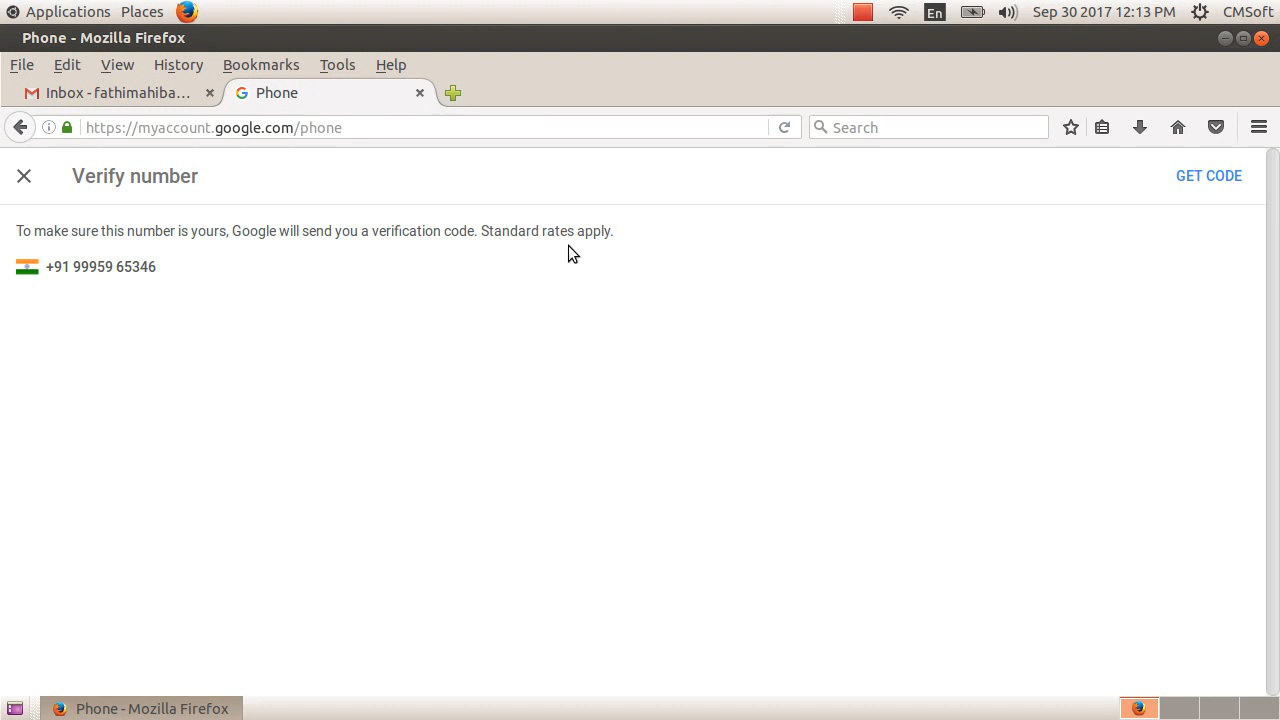 Applications Places En Sep 30 2017 12:13 PM CMSoft
Phone - Mozilla Firefox
File Edit View History Bookmarks Tools Help
Inbox - fathimahiba... Phone
https://myaccount.google.com/phone Search
Verify number GET CODE
To make sure this number is yours, Google will send you a verification code. Standard rates apply.
+91 99959 65346
Phone - Mozilla Firefox